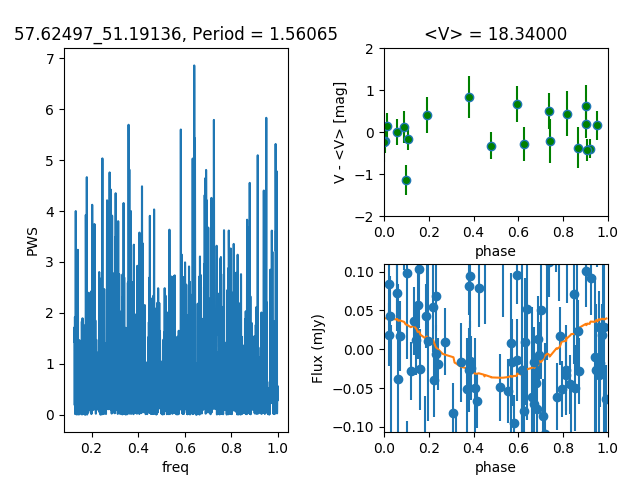 57.62497_51.19136, Period = 1.56065
<V> = 18.34000
PWS
7
6
5
4
3
2
1
0
0.2 0.4 0.6 0.8 1.0
freq
V - <V> [mag]
2
1
0
−1
−2
0.0 0.2 0.4 0.6 0.8 1.0
phase
Flux (mJy)
0.10
0.05
0.00
−0.05
−0.10
0.0 0.2 0.4 0.6 0.8 1.0
phase